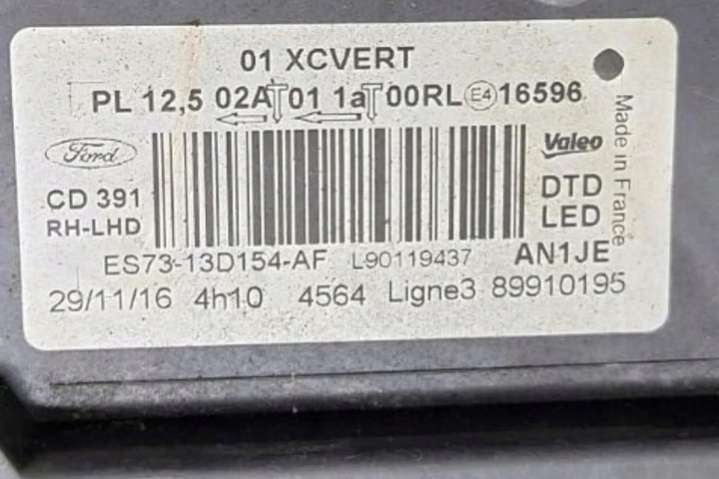 01 XCVERT
PL 12,5 02A 01 1a 00RL E4 16596
Ford
Valeo
Made in France
CD 391
DTD
RH-LHD
LED
ES73-13D154-AF L90119437 AN1JE
29/11/16 4h10 4564 Ligne3 89910195